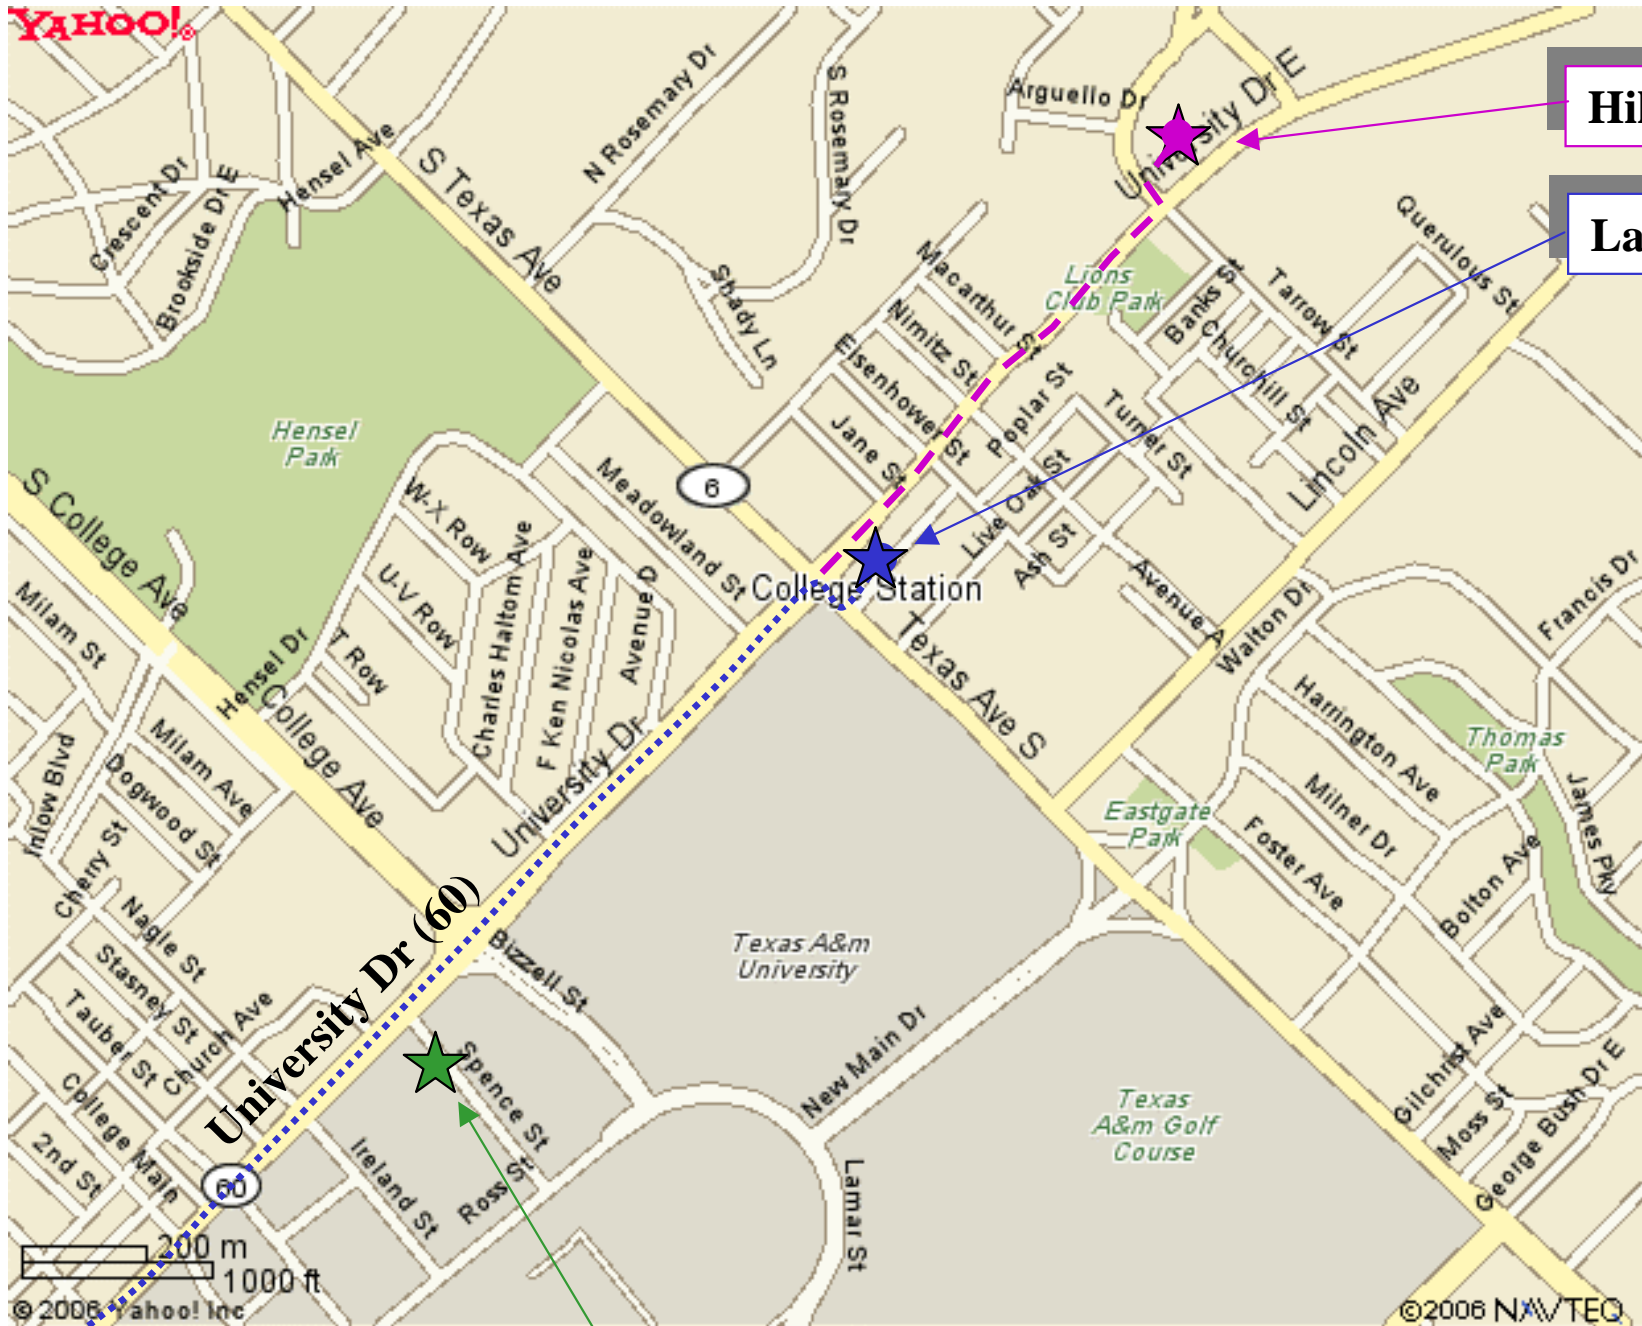 YAHOO!®
Hil
La
S Texas Ave
N Rosemary Dr
S Rosemary Dr
Arguello Dr
University Dr E
Hensel Ave
Crescent Dr
Brookside Dr E
Shady Ln
Macarthur St
Nimitz St
Eisenhower St
Jane St
Lions
Club Park
Banks St
Tarrow St
Querulous St
Churchill St
Lincoln Ave
Poplar St
Turner St
Live Oak St
Ash St
Avenue A
Walton Dr
Francis Dr
Hensel
Park
6
Meadowland St
College Station
S College Ave
W-X Row
U-V Row
T Row
Charles Haltom Ave
F Ken Nicolas Ave
Avenue D
Milam St
Hensel Dr
College Ave
Texas Ave S
Harrington Ave
Thomas
Park
Milner Dr
James Pky
Eastgate
Park
Foster Ave
Bolton Ave
Inlow Blvd
Milam Ave
Dogwood St
Cherry St
Nagle St
University Dr
University Dr (60)
Bizzell St
Texas A&m
University
New Main Dr
Stasney St
Tauber St
Church Ave
College Main
2nd St
Spence St
Ross St
Ireland St
Lamar St
Texas
A&m Golf
Course
Gilchrist Ave
Moss St
George Bush Dr E
60
200 m
1000 ft
© 2006 Yahoo! Inc
©2006 NAVTEQ